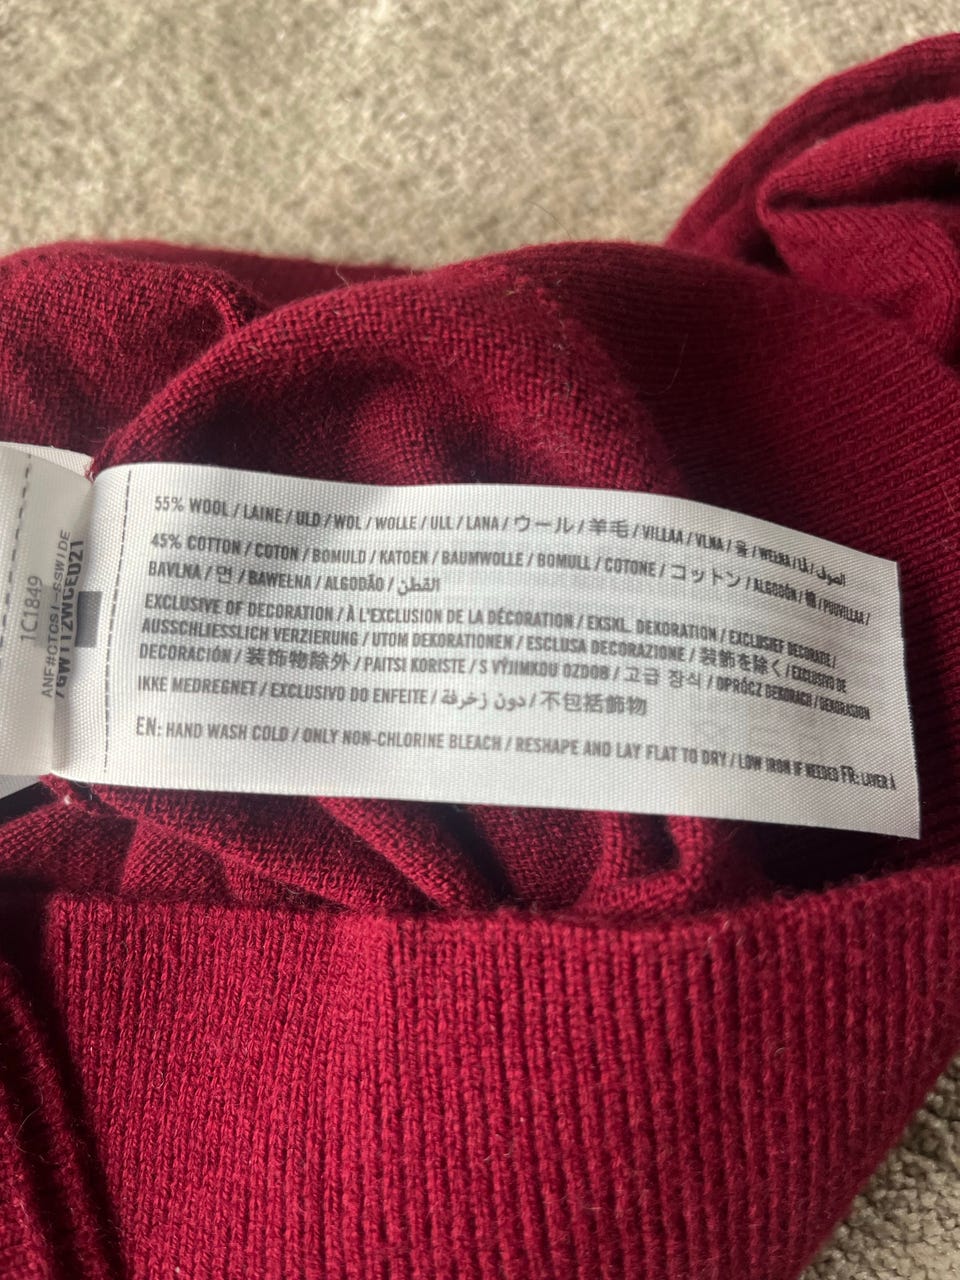 55% WOOL / LAINE / ULD / WOL / WOLLE / ULL / LANA / ウール / 羊毛 / VILLAA / VLNA / 울 / WEŁNA / LÃ / الصوف
45% COTTON / COTON / BOMULD / KATOEN / BAUMWOLLE / BOMULL / COTONE / コットン / ALGODÓN / 棉 / PUUVILLAA /
BAVLNA / 면 / BAWEŁNA / ALGODÃO / القطن
EXCLUSIVE OF DECORATION / À L'EXCLUSION DE LA DÉCORATION / EKSKL. DEKORATION / EXCLUSIEF DECORATIE /
AUSSCHLIESSLICH VERZIERUNG / UTOM DEKORATIONEN / ESCLUSA DECORAZIONE / 装飾を除く / EXCLUSIVO DE
DECORACIÓN / 装饰物除外 / PAITSI KORISTE / S VÝJIMKOU OZDOB / 고급 장식 / OPRÓCZ DEKORACJI / DEKORASJON
IKKE MEDREGNET / EXCLUSIVO DO ENFEITE / دون زخرفة / 不包括飾物
EN: HAND WASH COLD / ONLY NON-CHLORINE BLEACH / RESHAPE AND LAY FLAT TO DRY / LOW IRON IF NEEDED FR: LAVER À
1C1849